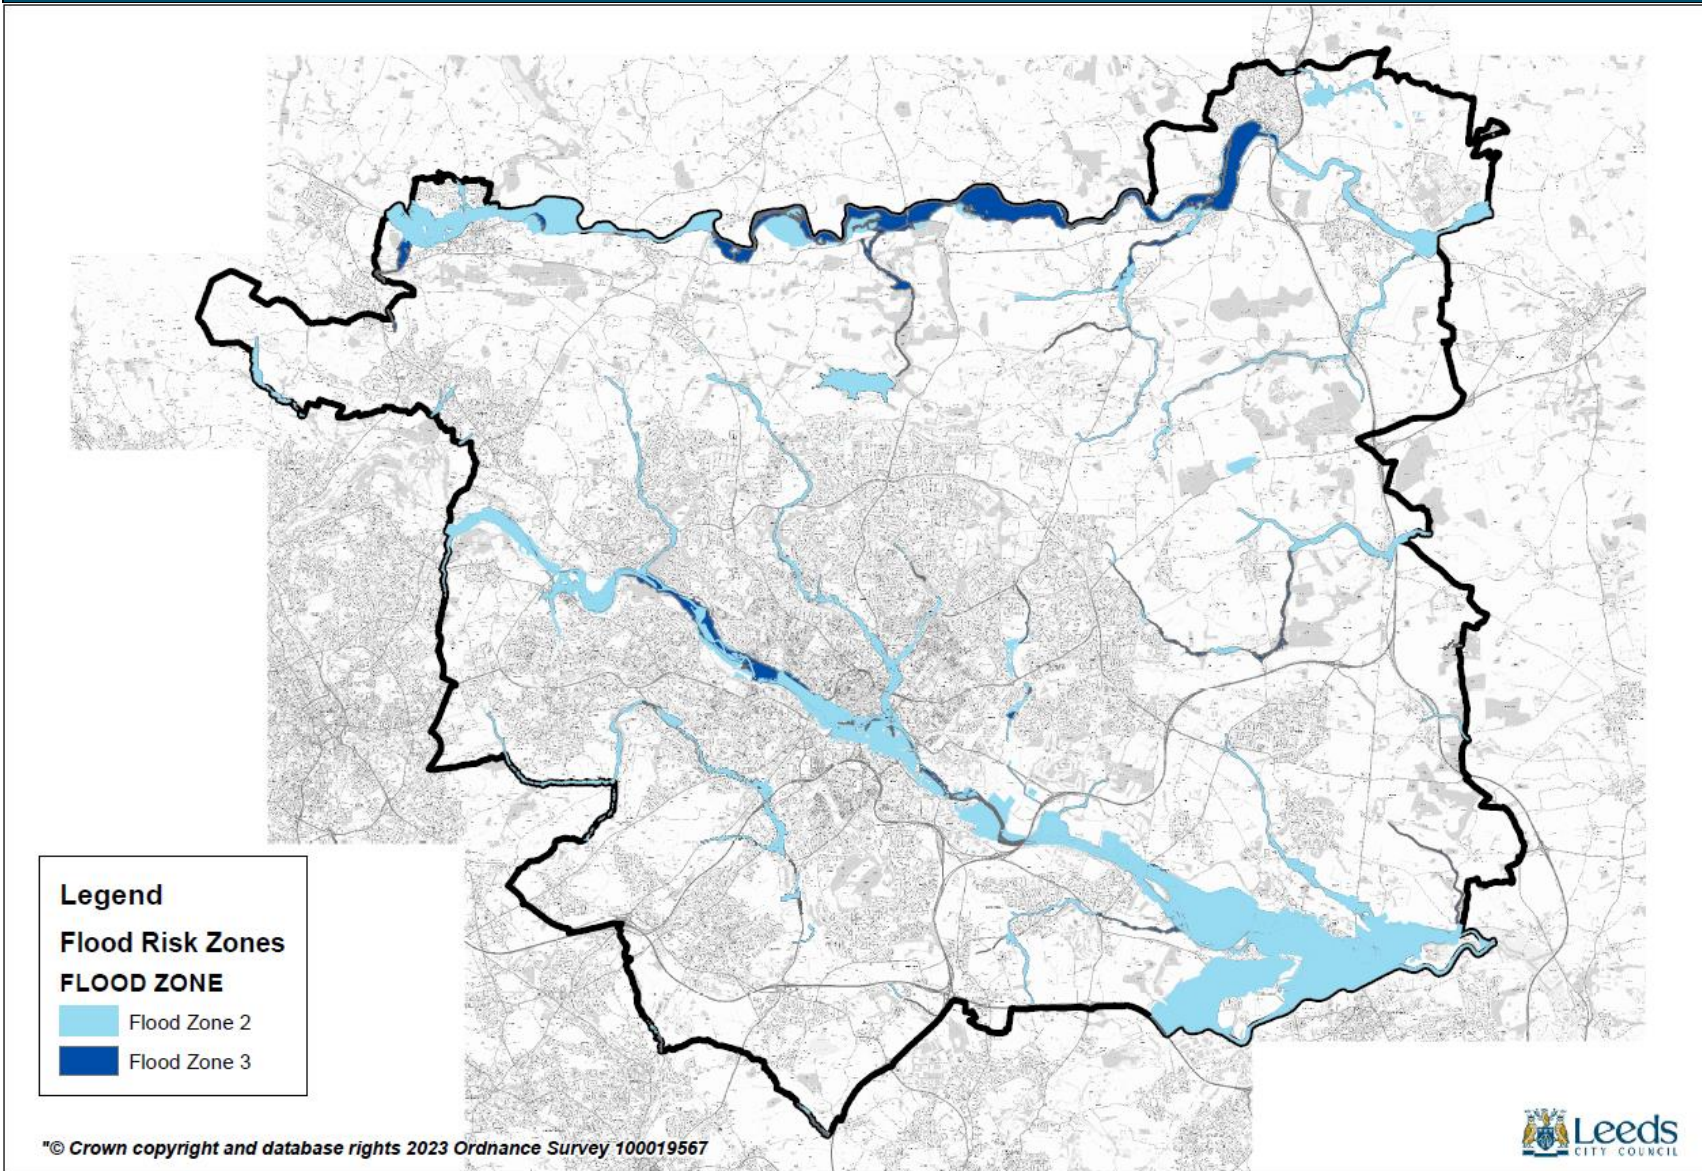 Legend
Flood Risk Zones
FLOOD ZONE
Flood Zone 2
Flood Zone 3
"© Crown copyright and database rights 2023 Ordnance Survey 100019567
Leeds
CITY COUNCIL